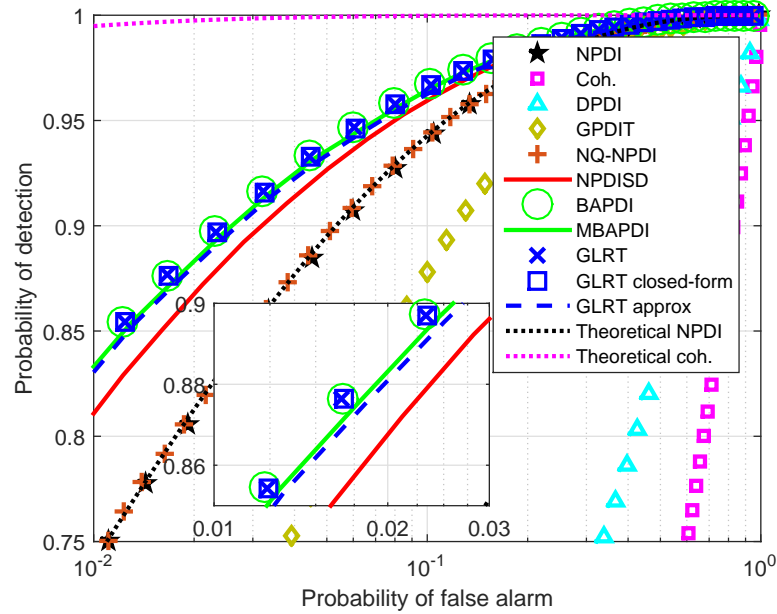 1
0.95
0.9
0.85
0.8
0.75
Probability of detection
10-2
10-1
100
Probability of false alarm
NPDI
Coh.
DPDI
GPDIT
NQ-NPDI
NPDISD
BAPDI
MBAPDI
GLRT
GLRT closed-form
GLRT approx
Theoretical NPDI
Theoretical coh.
0.9
0.88
0.86
0.01
0.02
0.03